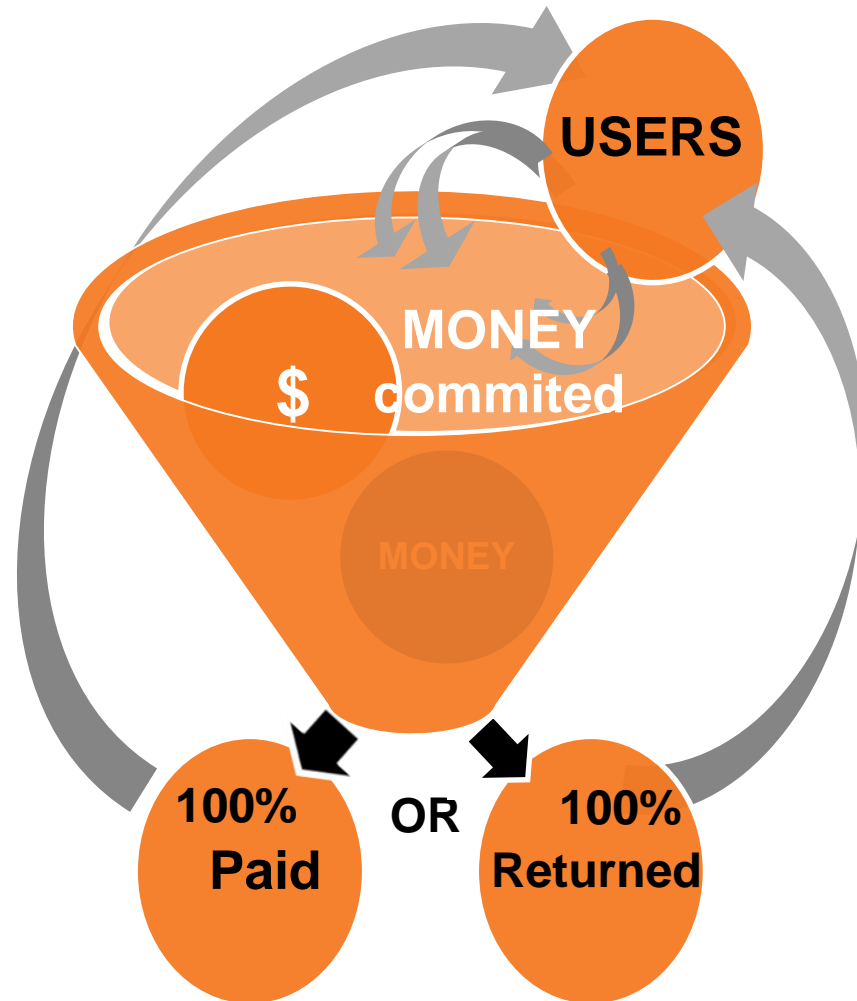 USERS
MONEY
commited
$
MONEY
100%
Paid
OR
100%
Returned